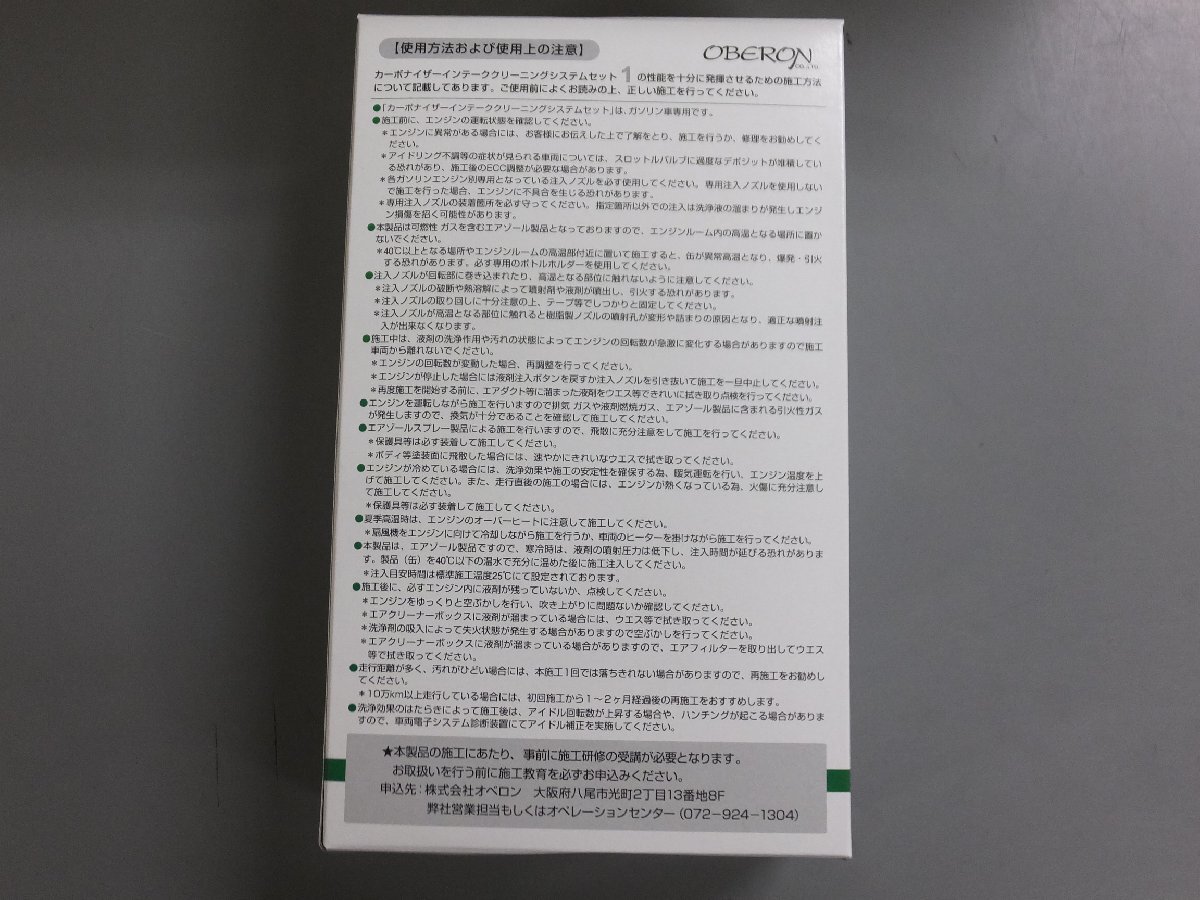 【使用方法および使用上の注意】
OBERON
CO.,LTD.
カーボナイザーインテーククリーニングシステムセット 1 の性能を十分に発揮させるための施工方法
について記載してあります。ご使用前によくお読みの上、正しい施工を行ってください。
●「カーボナイザーインテーククリーニングシステムセット」は、ガソリン車専用です。
●施工前に、エンジンの運転状態を確認してください。
＊エンジンに異常がある場合には、お客様にお伝えした上で了解をとり、施工を行うか、修理をお勧めしてく
ださい。
＊アイドリング不調等の症状が見られる車両については、スロットルバルブに過度なデポジットが堆積してい
る恐れがあり、施工後のECC調整が必要な場合があります。
＊各ガソリンエンジン別専用となっている注入ノズルを必ず使用してください。専用注入ノズルを使用しない
で施工を行った場合、エンジンに不具合を生じる恐れがあります。
＊専用注入ノズルの装着箇所を必ず守ってください。指定箇所以外での注入は洗浄液の溜まりが発生しエンジ
ン損傷を招く可能性があります。
●本製品は可燃性 ガスを含むエアゾール製品となっておりますので、エンジンルーム内の高温となる場所に置か
ないでください。
＊40℃以上となる場所やエンジンルームの高温部付近に置いて施工すると、缶が異常高温となり、爆発・引火
する恐れがあります。必ず専用のボトルホルダーを使用してください。
●注入ノズルが回転部に巻き込まれたり、高温となる部位に触れないように注意してください。
＊注入ノズルの破断や熱溶解によって噴射剤や液剤が噴出し、引火する恐れがあります。
＊注入ノズルの取り回しに十分注意の上、テープ等でしっかりと固定してください。
＊注入ノズルが高温となる部位に触れると樹脂製ノズルの噴射孔が変形や詰まりの原因となり、適正な噴射注
入が出来なくなります。
●施工中は、液剤の洗浄作用や汚れの状態によってエンジンの回転数が急激に変化する場合がありますので施工
車両から離れないでください。
＊エンジンの回転数が変動した場合、再調整を行ってください。
＊エンジンが停止した場合には液剤注入ボタンを戻すか注入ノズルを引き抜いて施工を一旦中止してください。
＊再度施工を開始する前に、エアダクト等に溜まった液剤をウエス等できれいに拭き取り点検を行ってください。
●エンジンを運転しながら施工を行いますので排気 ガスや液剤燃焼ガス、エアゾール製品に含まれる引火性ガス
が発生しますので、換気が十分であることを確認して施工してください。
●エアゾールスプレー製品による施工を行いますので、飛散に充分注意をして施工を行ってください。
＊保護具等は必ず装着して施工してください。
＊ボディ等塗装面に飛散した場合には、速やかにきれいなウエスで拭き取ってください。
●エンジンが冷めている場合には、洗浄効果や施工の安定性を確保する為、暖気運転を行い、エンジン温度を上
げて施工してください。また、走行直後の施工の場合には、エンジンが熱くなっている為、火傷に充分注意し
て施工してください。
＊保護具等は必ず装着して施工してください。
●夏季高温時は、エンジンのオーバーヒートに注意して施工してください。
＊扇風機をエンジンに向けて冷却しながら施工を行うか、車両のヒーターを掛けながら施工を行ってください。
●本製品は、エアゾール製品ですので、寒冷時は、液剤の噴射圧力は低下し、注入時間が延びる恐れがありま
す。製品（缶）を40℃以下の温水で充分に温めた後に施工注入してください。
＊注入目安時間は標準施工温度25℃にて設定されております。
●施工後に、必ずエンジン内に液剤が残っていないか、点検してください。
＊エンジンをゆっくりと空ぶかしを行い、吹き上がりに問題ないか確認してください。
＊エアクリーナーボックスに液剤が溜まっている場合には、ウエス等で拭き取ってください。
＊洗浄剤の吸入によって失火状態が発生する場合がありますので空ぶかしを行ってください。
＊エアクリーナーボックスに液剤が溜まっている場合がありますので、エアフィルターを取り出してウエス
等で拭き取ってください。
●走行距離が多く、汚れがひどい場合には、本施工1回では落ちきれない場合がありますので、再施工をお勧めし
てください。
＊10万km以上走行している場合には、初回施工から1～2ヶ月経過後の再施工をおすすめします。
●洗浄効果のはたらきによって施工後は、アイドル回転数が上昇する場合や、ハンチングが起こる場合がありま
すので、車両電子システム診断装置にてアイドル補正を実施してください。
★本製品の施工にあたり、事前に施工研修の受講が必要となります。
お取扱いを行う前に施工教育を必ずお申込みください。
申込先：株式会社オベロン 大阪府八尾市光町2丁目13番地8F
弊社営業担当もしくはオペレーションセンター（072-924-1304）